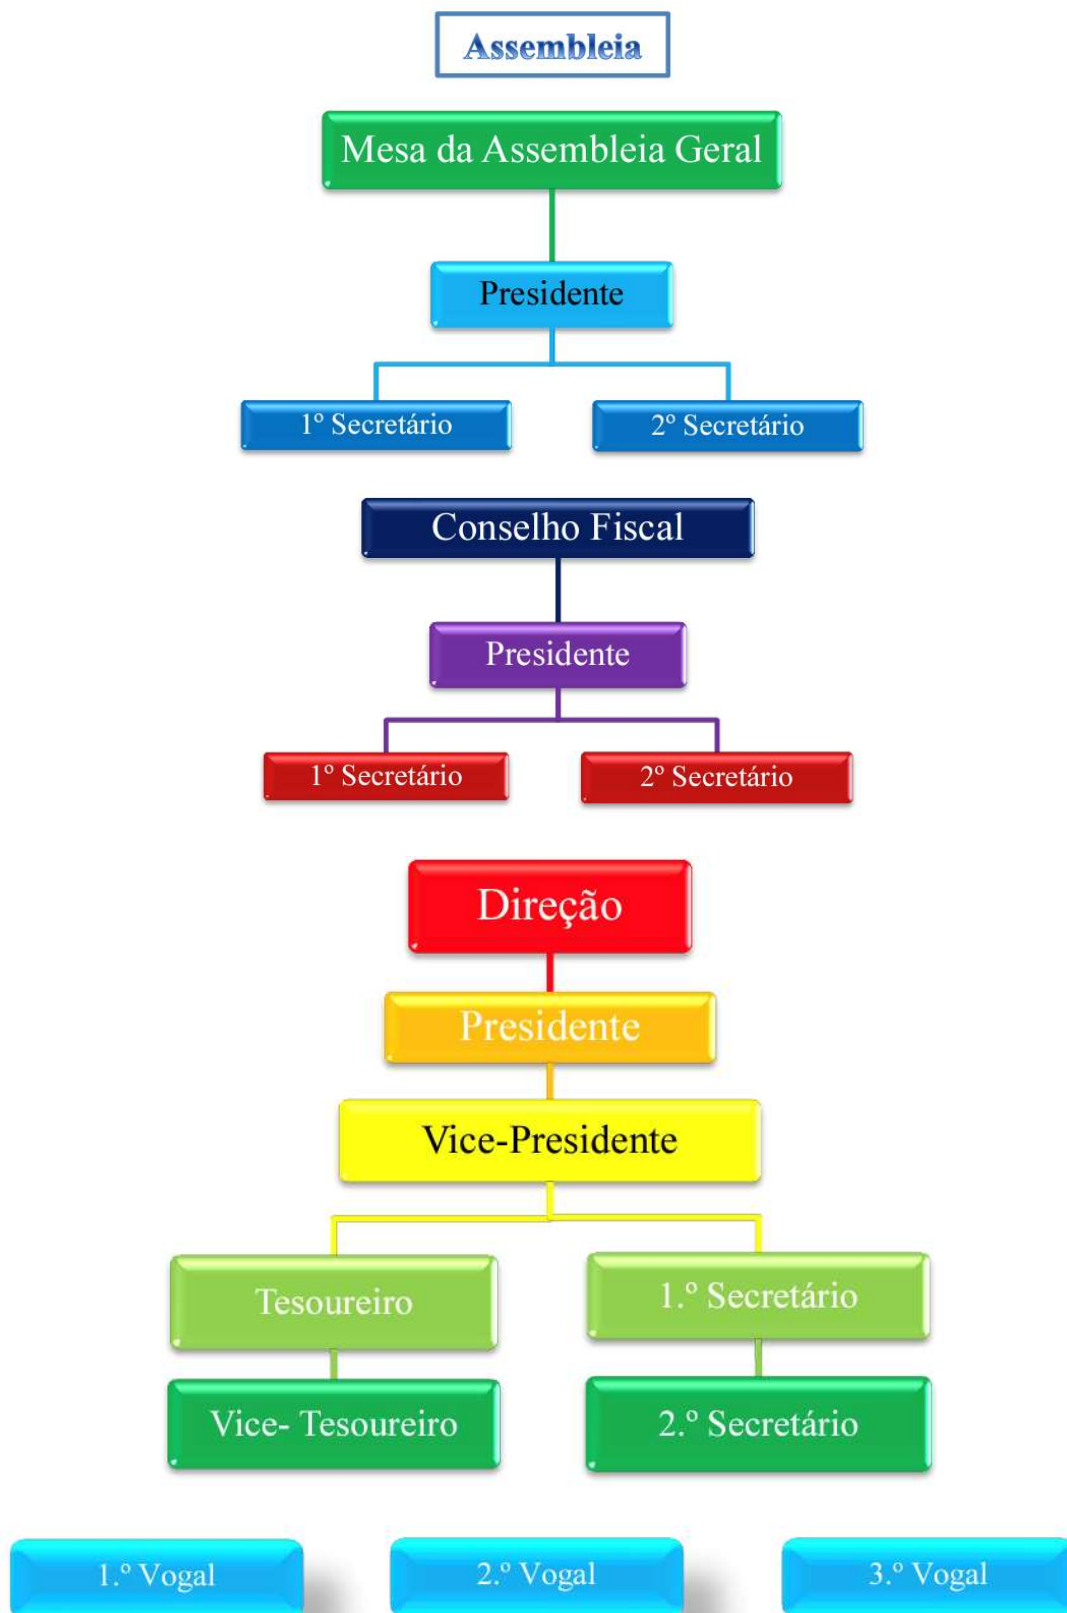 Assembleia
Mesa da Assembleia Geral
Presidente
1º Secretário
2º Secretário
Conselho Fiscal
Presidente
1º Secretário
2º Secretário
Direção
Presidente
Vice-Presidente
Tesoureiro
1.º Secretário
Vice- Tesoureiro
2.º Secretário
1.º Vogal
2.º Vogal
3.º Vogal